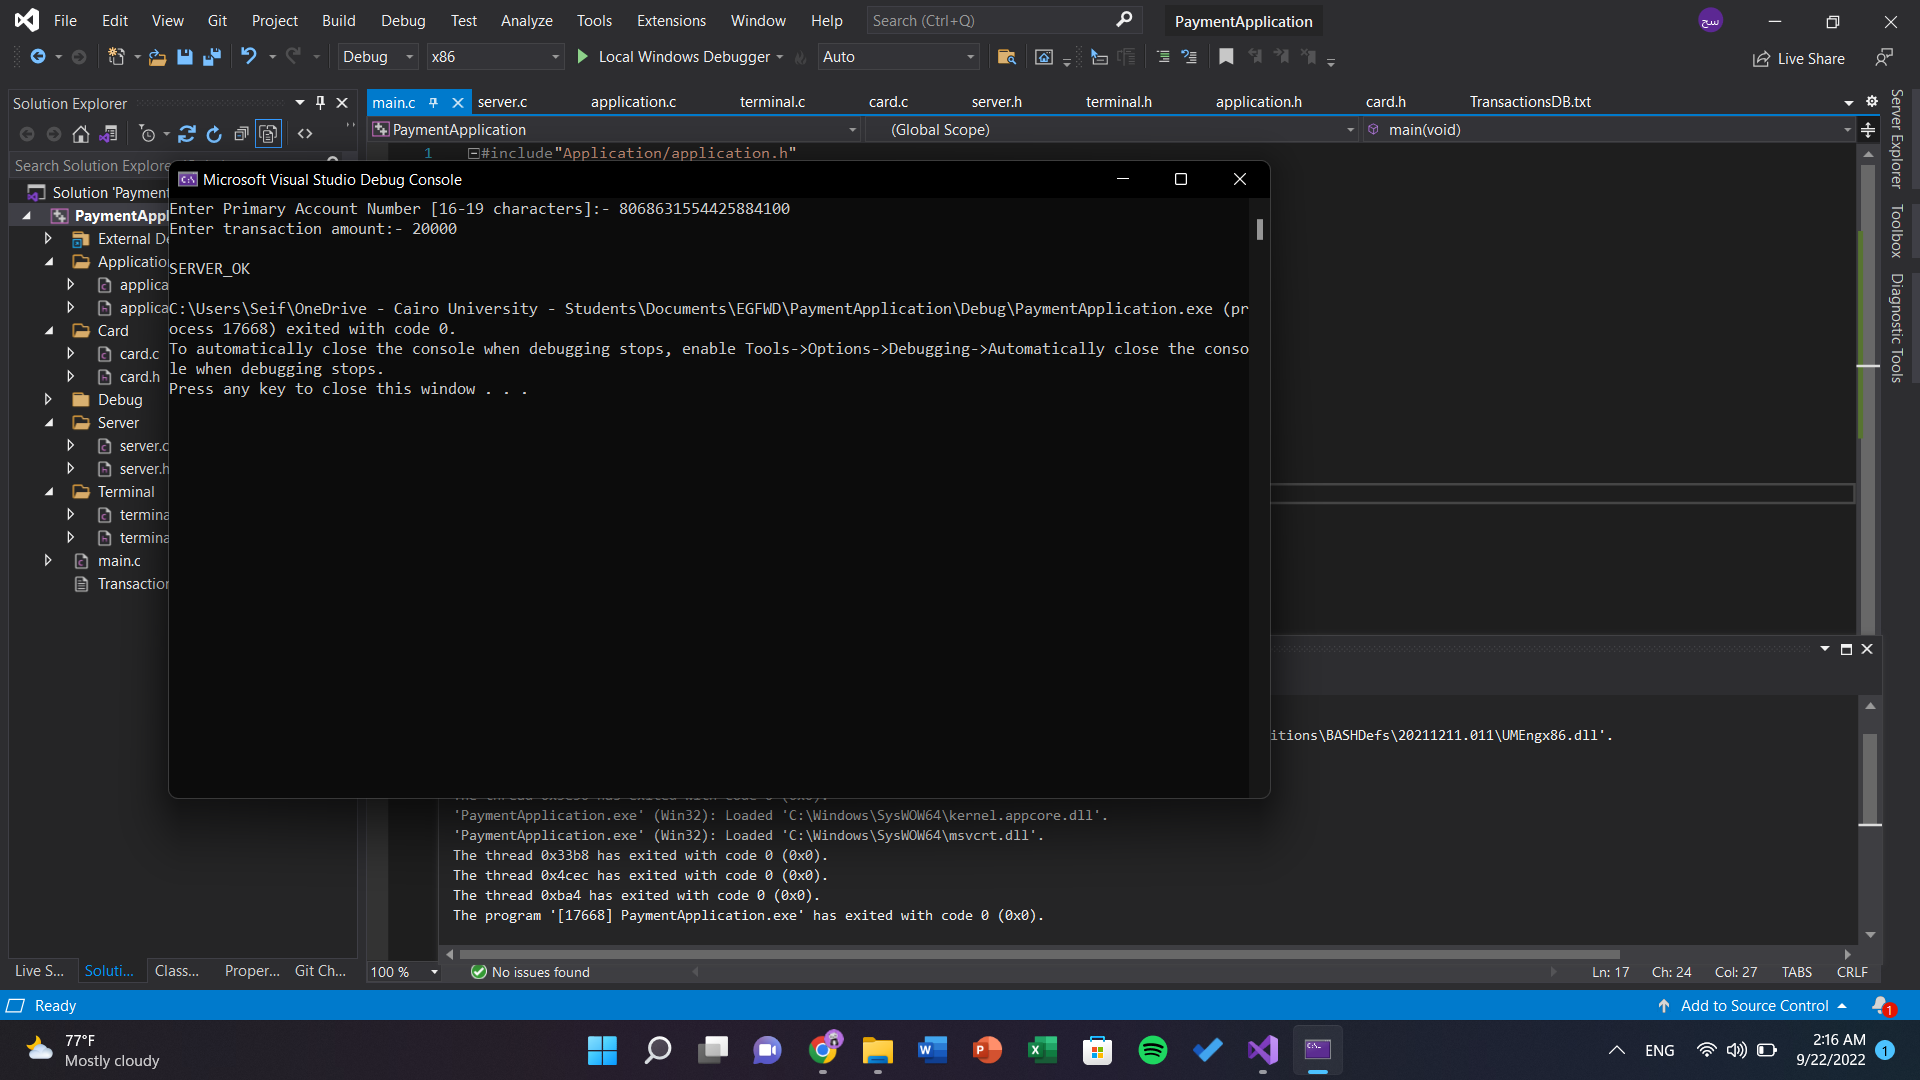 File Edit View Git Project Build Debug Test Analyze Tools Extensions Window Help Search (Ctrl+Q) PaymentApplication سح
Debug x86 Local Windows Debugger Auto Live Share
Solution Explorer
main.c server.c application.c terminal.c card.c server.h terminal.h application.h card.h TransactionsDB.txt
PaymentApplication (Global Scope) main(void)
Search Solution Explore
1 #include"Application/application.h"
Solution 'Payment
PaymentAppl
External De
Applicatio
applica
applica
Card
card.c
card.h
Debug
Server
server.c
server.h
Terminal
termina
termina
main.c
Transaction
Microsoft Visual Studio Debug Console
Enter Primary Account Number [16-19 characters]:- 8068631554425884100
Enter transaction amount:- 20000
SERVER_OK
C:\Users\Seif\OneDrive - Cairo University - Students\Documents\EGFWD\PaymentApplication\Debug\PaymentApplication.exe (pr
ocess 17668) exited with code 0.
To automatically close the console when debugging stops, enable Tools->Options->Debugging->Automatically close the conso
le when debugging stops.
Press any key to close this window . . .
Server Explorer
Toolbox
Diagnostic Tools
itions\BASHDefs\20211211.011\UMEngx86.dll'.
'PaymentApplication.exe' (Win32): Loaded 'C:\Windows\SysWOW64\kernel.appcore.dll'.
'PaymentApplication.exe' (Win32): Loaded 'C:\Windows\SysWOW64\msvcrt.dll'.
The thread 0x33b8 has exited with code 0 (0x0).
The thread 0x4cec has exited with code 0 (0x0).
The thread 0xba4 has exited with code 0 (0x0).
The program '[17668] PaymentApplication.exe' has exited with code 0 (0x0).
Live S... Soluti... Class... Proper... Git Ch... 100 % No issues found Ln: 17 Ch: 24 Col: 27 TABS CRLF
Ready Add to Source Control 1
77°F
Mostly cloudy
ENG
2:16 AM
9/22/2022 1